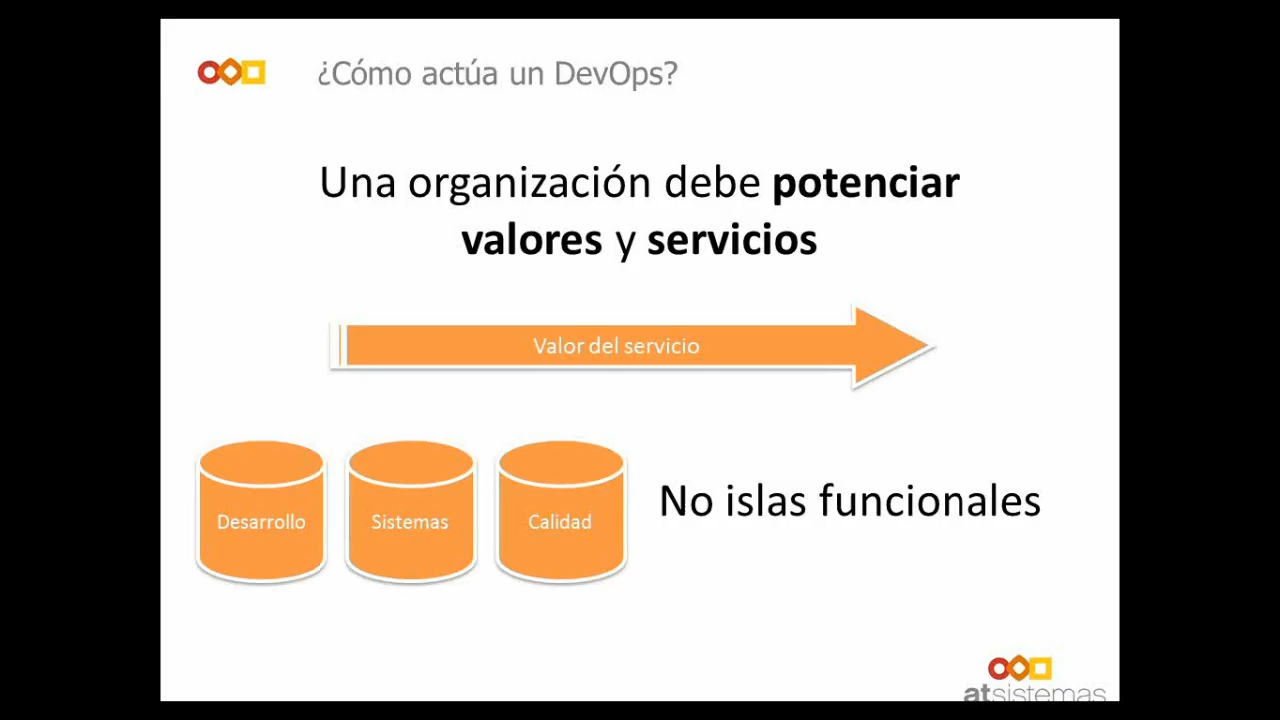 ¿Cómo actúa un DevOps?
Una organización debe potenciar
valores y servicios
Valor del servicio
Desarrollo
Sistemas
Calidad
No islas funcionales
atsistemas